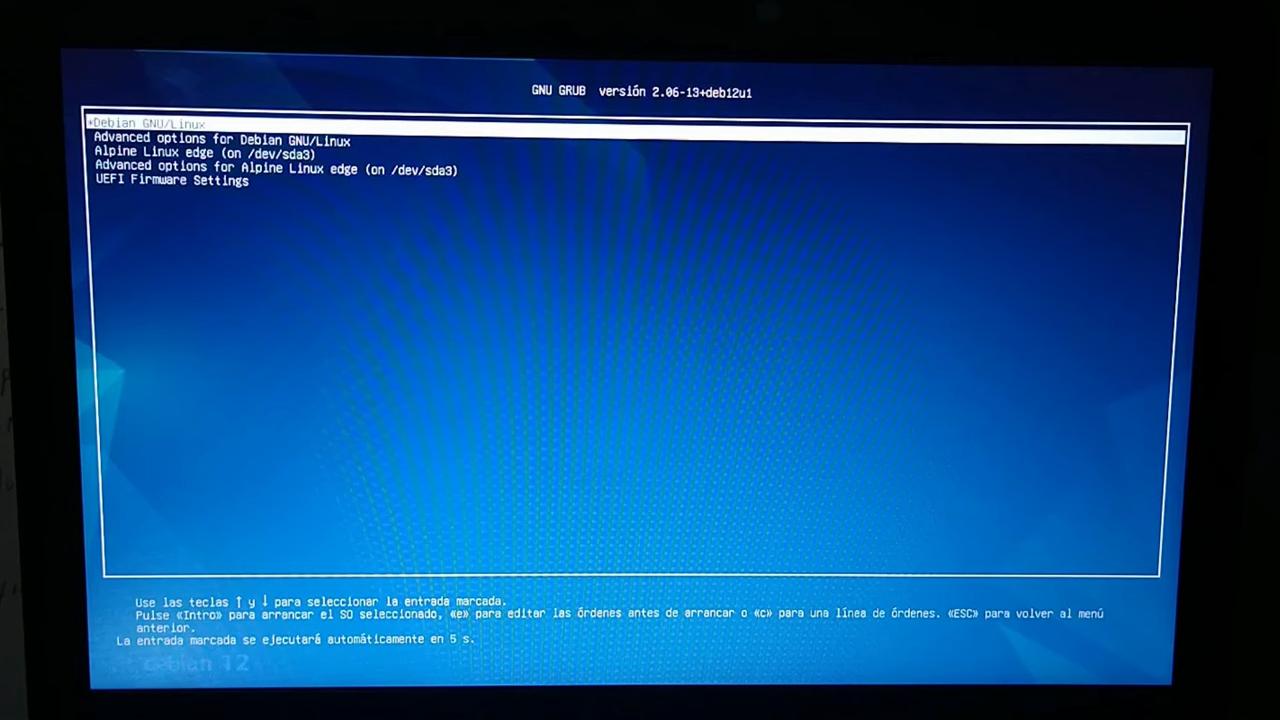 GNU GRUB versión 2.06-13+deb12u1
*Debian GNU/Linux
Advanced options for Debian GNU/Linux
Alpine Linux edge (on /dev/sda3)
Advanced options for Alpine Linux edge (on /dev/sda3)
UEFI Firmware Settings
Use las teclas ↑ y ↓ para seleccionar la entrada marcada.
Pulse «Intro» para arrancar el SO seleccionado, «e» para editar las órdenes antes de arrancar o «c» para una línea de órdenes. «ESC» para volver al menú
anterior.
La entrada marcada se ejecutará automáticamente en 5 s.
debian 12